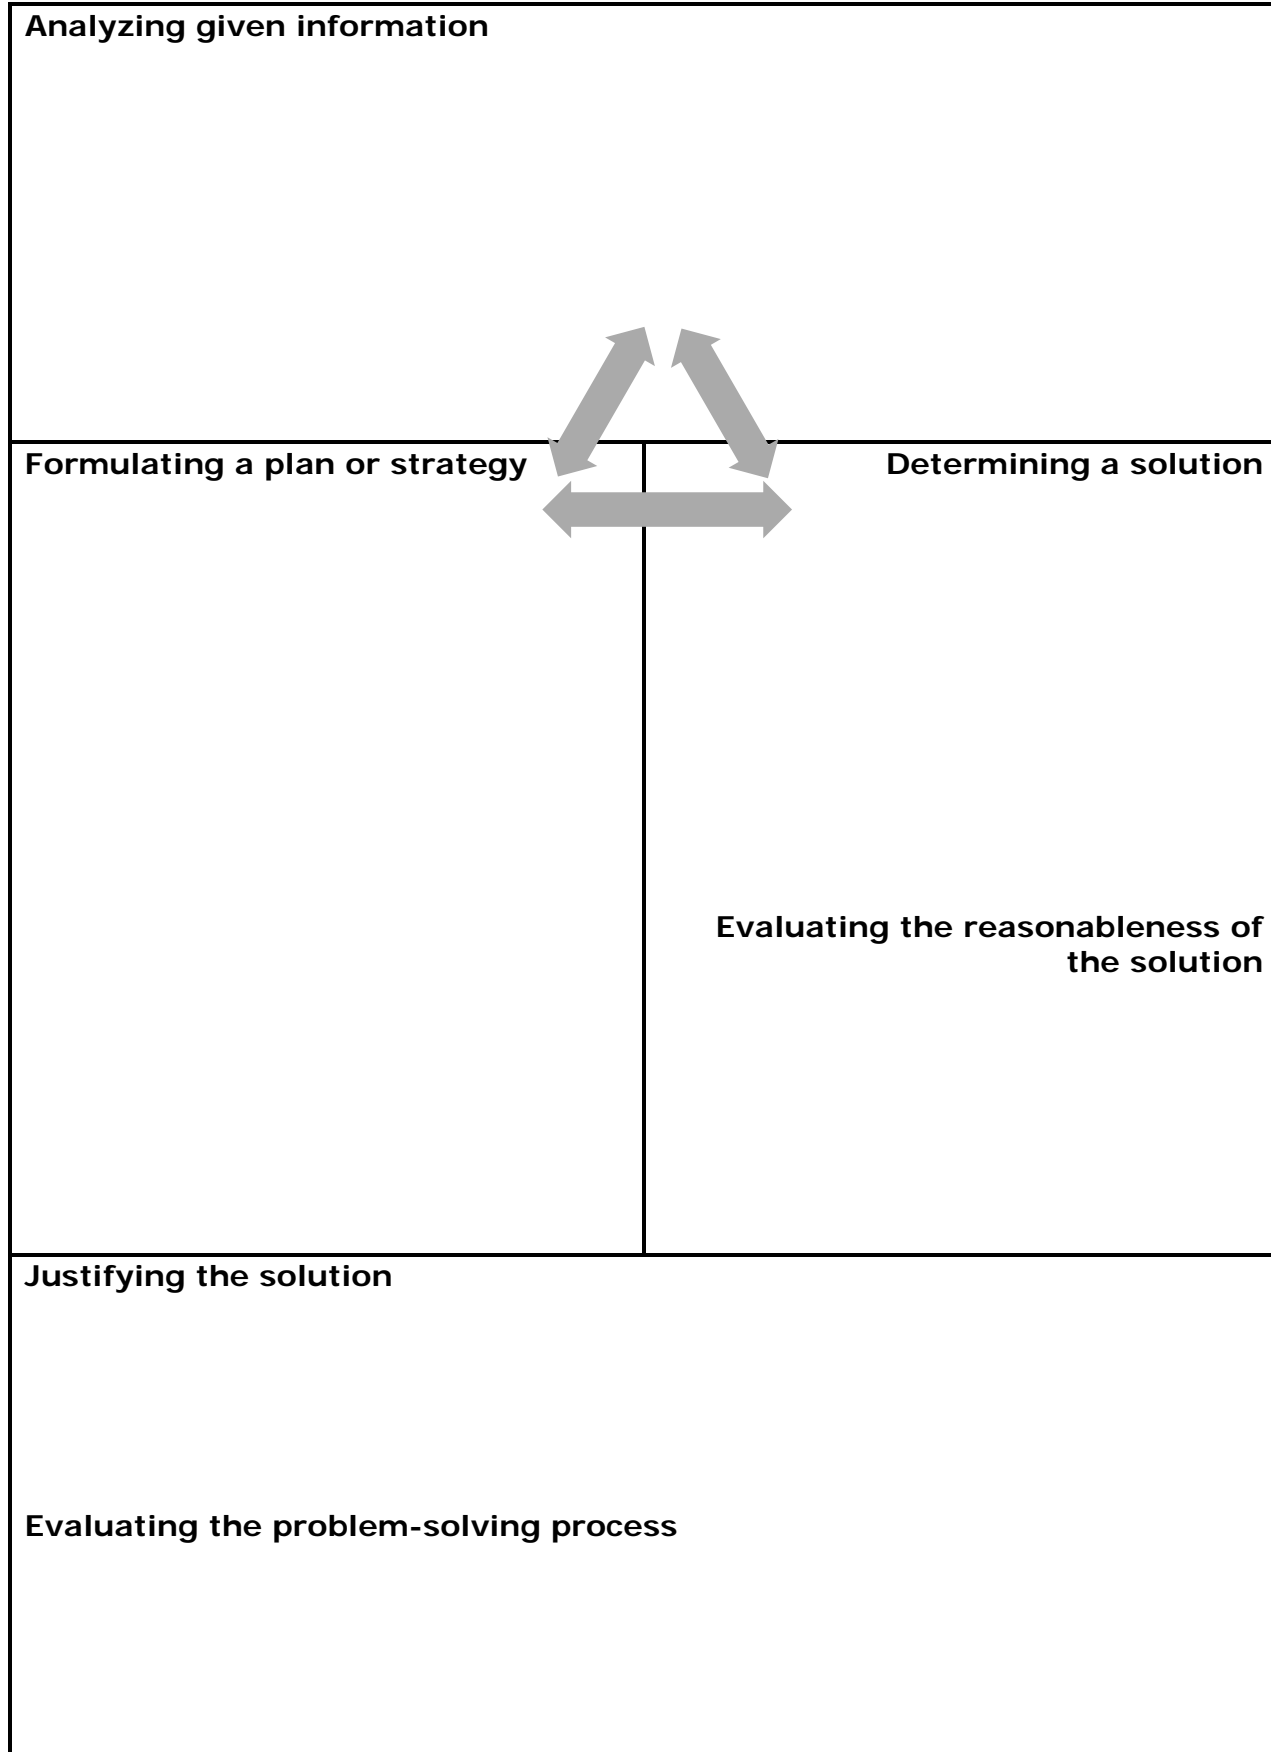 Analyzing given information
Formulating a plan or strategy
Determining a solution
Evaluating the reasonableness of
the solution
Justifying the solution
Evaluating the problem-solving process